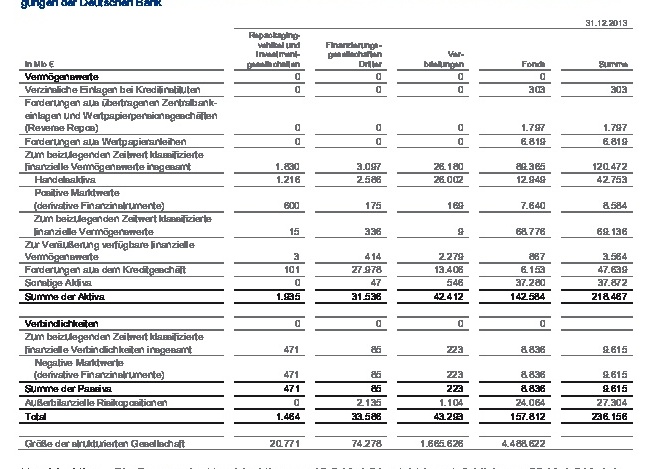 gungen der Deutschen Bank
31.12.2013
In Mio € Repackaging-vehikel und Investment-gesellschaften Finanzierungs-gesellschaften Dritter Ver-briefungen Fonds Summe
Vermögenswerte 0 0 0 0
Verzinsliche Einlagen bei Kreditinstituten 0 0 0 303 303
Forderungen aus übertragenen Zentralbank-
einlagen und Wertpapierpensionsgeschäften
(Reverse Repos) 0 0 0 1.797 1.797
Forderungen aus Wertpapieranleihen 0 0 0 6.819 6.819
Zum beizulegenden Zeitwert klassifizierte
finanzielle Vermögenswerte insgesamt 1.830 3.097 26.180 89.365 120.472
Handelsaktiva 1.216 2.586 26.002 12.949 42.753
Positive Marktwerte
(derivative Finanzinstrumente) 600 175 169 7.640 8.584
Zum beizulegenden Zeitwert klassifizierte
finanzielle Vermögenswerte 15 336 9 68.776 69.136
Zur Veräußerung verfügbare finanzielle
Vermögenswerte 3 414 2.279 867 3.564
Forderungen aus dem Kreditgeschäft 101 27.978 13.406 6.153 47.639
Sonstige Aktiva 0 47 546 37.280 37.872
Summe der Aktiva 1.935 31.536 42.412 142.584 218.467
Verbindlichkeiten 0 0 0 0
Zum beizulegenden Zeitwert klassifizierte
finanzielle Verbindlichkeiten insgesamt 471 85 223 8.836 9.615
Negative Marktwerte
(derivative Finanzinstrumente) 471 85 223 8.836 9.615
Summe der Passiva 471 85 223 8.836 9.615
Außerbilanzielle Risikopositionen 0 2.135 1.104 24.064 27.304
Total 1.464 33.586 43.293 157.812 236.156
Größe der strukturierten Gesellschaft 20.771 74.278 1.665.626 4.488.622